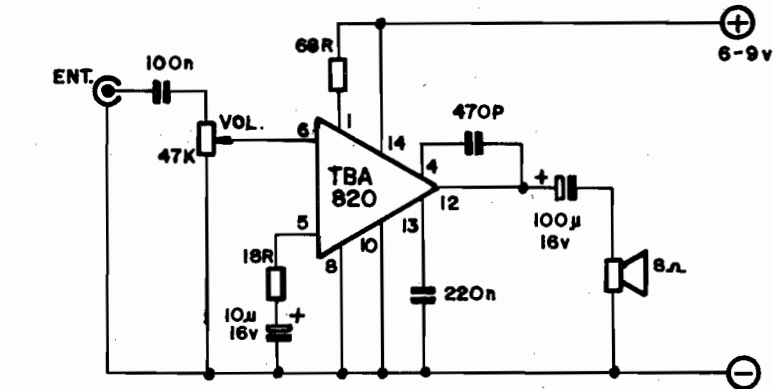 68R
6-9v
ENT.
100n
470P
1
14
VOL.
6
4
47K
TBA
820
+
12
5
13
100µ
16v
18R
10
8
8Ω
220n
10µ
16v
+